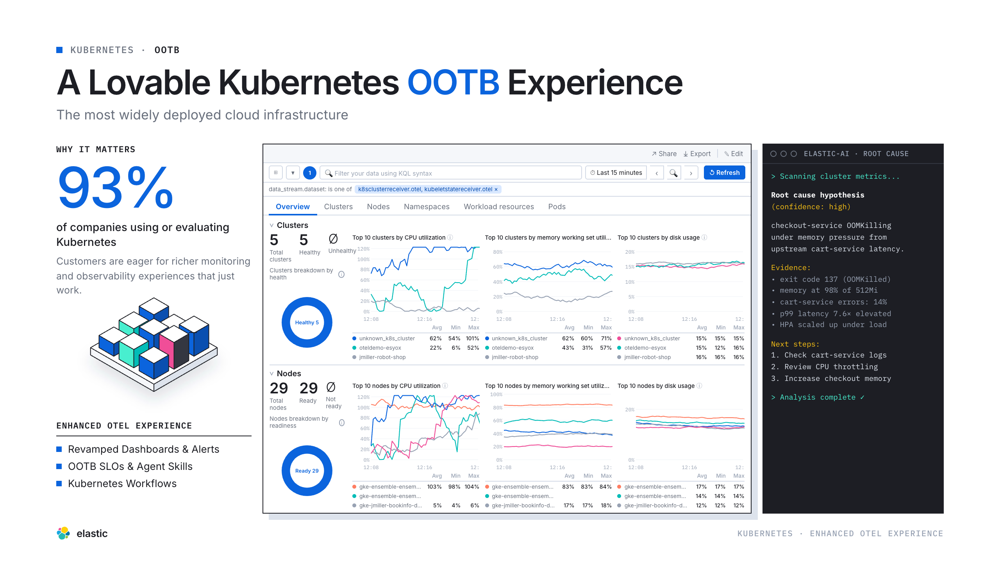 KUBERNETES · OOTB
A Lovable Kubernetes OOTB Experience
The most widely deployed cloud infrastructure
WHY IT MATTERS
93%
of companies using or evaluating
Kubernetes
Customers are eager for richer monitoring
and observability experiences that just
work.
ENHANCED OTEL EXPERIENCE
Revamped Dashboards & Alerts
OOTB SLOs & Agent Skills
Kubernetes Workflows
Share Export Edit
1 Filter your data using KQL syntax Last 15 minutes Refresh
data_stream.dataset: is one of k8sclusterreceiver.otel, kubeletstatereceiver.otel ×
Overview Clusters Nodes Namespaces Workload resources Pods
Clusters
5 5 Ø
Total clusters Healthy Unhealthy
Clusters breakdown by
health
Healthy 5
Top 10 clusters by CPU utilization
120%
100%
80%
60%
40%
20%
0%
12:08 12:16 12:
Avg Min Max
unknown_k8s_cluster 62% 54% 101%
oteldemo-esyox 22% 6% 52%
jmiller-robot-shop
Top 10 clusters by memory working set utili...
80%
60%
40%
20%
0%
12:08 12:16 12:
Avg Min Max
unknown_k8s_cluster 62% 60% 71%
oteldemo-esyox 43% 31% 57%
jmiller-robot-shop
Top 10 clusters by disk usage
20%
15%
10%
5%
0%
12:08 12:16 12:
Avg Min Max
unknown_k8s_cluster 15% 15% 15%
oteldemo-esyox 15% 12% 16%
jmiller-robot-shop 16% 16% 16%
Nodes
29 29 Ø
Total nodes Ready Not ready
Nodes breakdown by
readiness
Ready 29
Top 10 nodes by CPU utilization
120%
100%
80%
60%
40%
20%
0%
12:08 12:16 12:
Avg Min Max
gke-ensemble-ensem... 103% 98% 104%
gke-ensemble-ensem...
gke-jmiller-bookinfo-d... 5% 4% 6%
Top 10 nodes by memory working set utiliz...
100%
80%
60%
40%
20%
0%
12:08 12:16 12:
Avg Min Max
gke-ensemble-ensem... 83% 83% 84%
gke-ensemble-ensem...
gke-jmiller-bookinfo-d... 17% 17% 18%
Top 10 nodes by disk usage
20%
0%
12:08 12:16 12:
Avg Min Max
gke-ensemble-ensem... 17% 17% 17%
gke-ensemble-ensem... 14% 14% 14%
gke-jmiller-bookinfo-d... 12% 12% 12%
ELASTIC-AI · ROOT CAUSE
> Scanning cluster metrics...
Root cause hypothesis
(confidence: high)
checkout-service OOMKilling
under memory pressure from
upstream cart-service latency.
Evidence:
• exit code 137 (OOMKilled)
• memory at 98% of 512Mi
• cart-service errors: 14%
• p99 latency 7.6× elevated
• HPA scaled up under load
Next steps:
1. Check cart-service logs
2. Review CPU throttling
3. Increase checkout memory
> Analysis complete ✓
elastic
KUBERNETES · ENHANCED OTEL EXPERIENCE